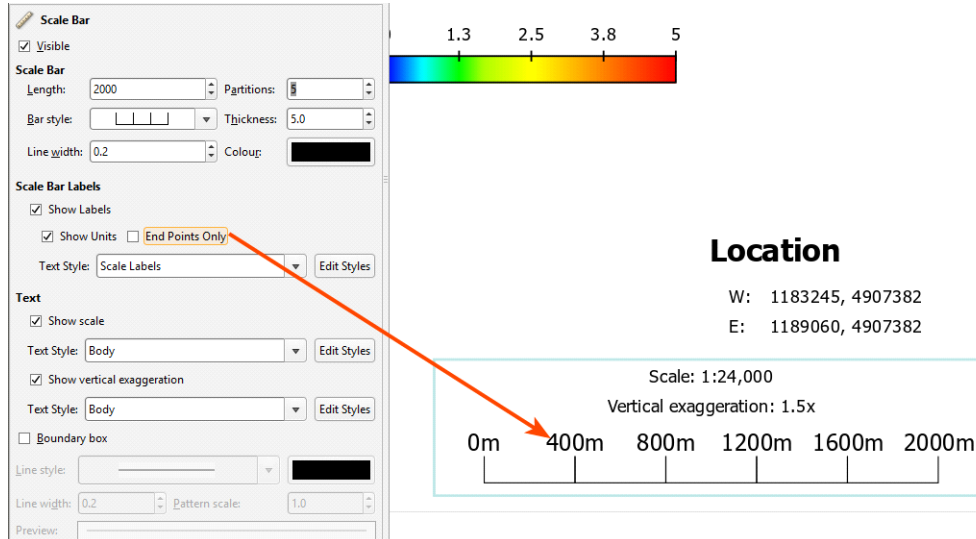 Scale Bar
Visible
Scale Bar
Length: 2000 Partitions: 5
Bar style: Thickness: 5.0
Line width: 0.2 Colour:
Scale Bar Labels
Show Labels
Show Units End Points Only
Text Style: Scale Labels Edit Styles
Text
Show scale
Text Style: Body Edit Styles
Show vertical exaggeration
Text Style: Body Edit Styles
Boundary box
Line style:
Line width: 0.2 Pattern scale: 1.0
Preview:
1.3 2.5 3.8 5
Location
W: 1183245, 4907382
E: 1189060, 4907382
Scale: 1:24,000
Vertical exaggeration: 1.5x
0m 400m 800m 1200m 1600m 2000m